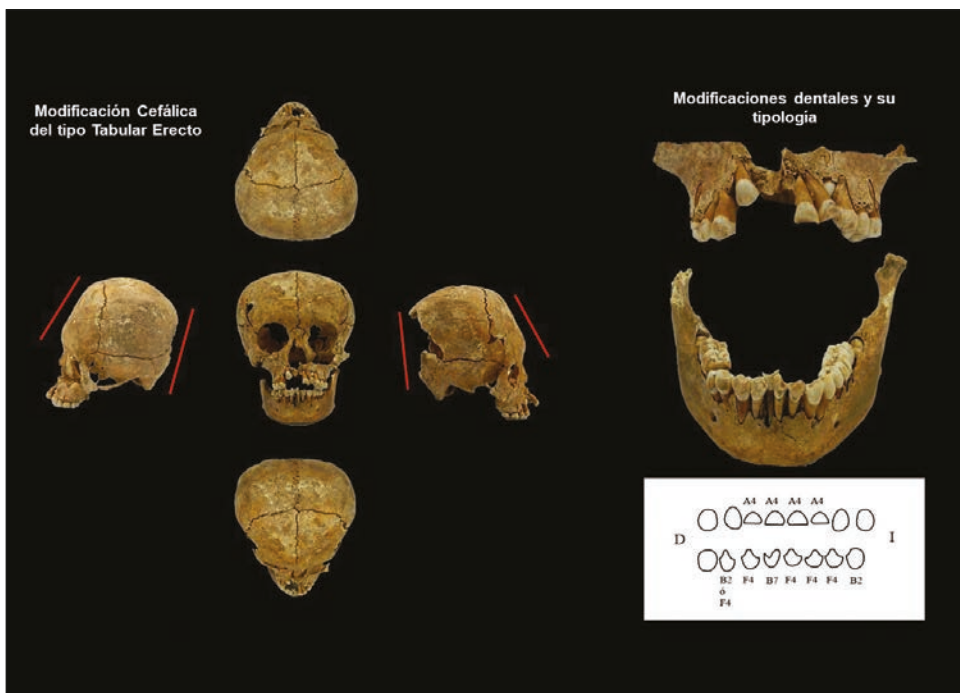 Modificación Cefálica
del tipo Tabular Erecto
Modificaciones dentales y su
tipologia
A4 A4 A4 A4
D I
B2 F4 B7 F4 F4 F4 B2
ó
F4